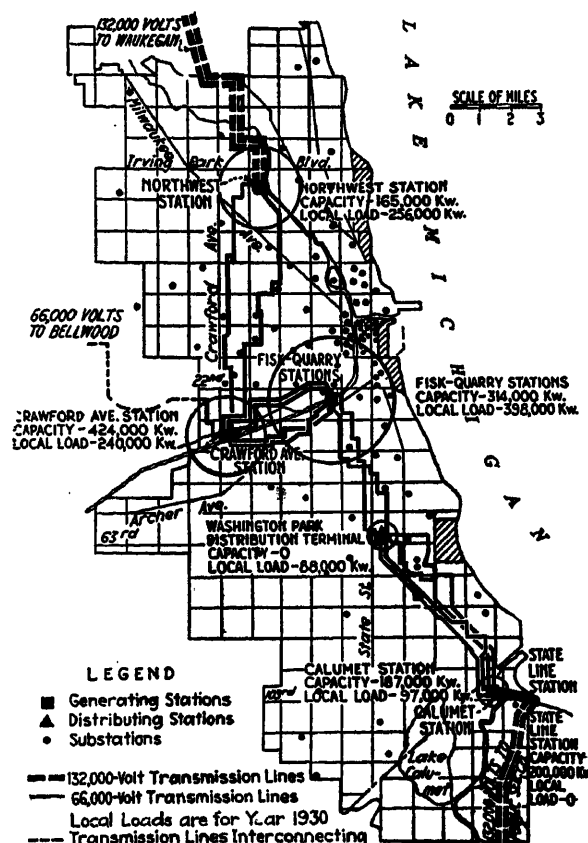 132,000 VOLTS
TO WAUKEGAN
LAKE MICHIGAN
SCALE OF MILES
0 1 2 3
Milwaukee
Ave.
Irving Park Blvd.
NORTHWEST
STATION
NORTHWEST STATION
CAPACITY-165,000 Kw.
LOCAL LOAD-256,000 Kw.
Crawford Ave.
66,000 VOLTS
TO BELLWOOD
22nd
FISK-QUARRY
STATIONS
FISK-QUARRY STATIONS
CAPACITY-314,000 Kw.
LOCAL LOAD-398,000 Kw.
CRAWFORD AVE. STATION
CAPACITY-424,000 Kw.
LOCAL LOAD-240,000 Kw.
CRAWFORD AVE.
STATION
Archer Ave.
63rd
WASHINGTON PARK
DISTRIBUTION TERMINAL
CAPACITY-0
LOCAL LOAD-88,000 Kw.
State St.
CALUMET STATION
CAPACITY-187,000 Kw.
LOCAL LOAD-97,000 Kw.
103rd
CALUMET
STATION
STATE
LINE
STATION
STATE
LINE
STATION
CAPACITY-
200,000 Kw.
LOCAL
LOAD-0
Lake
Calu-
met
132,000
LEGEND
Generating Stations
Distributing Stations
Substations
132,000-Volt Transmission Lines
66,000-Volt Transmission Lines
Local Loads are for Year 1930
Transmission Lines Interconnecting